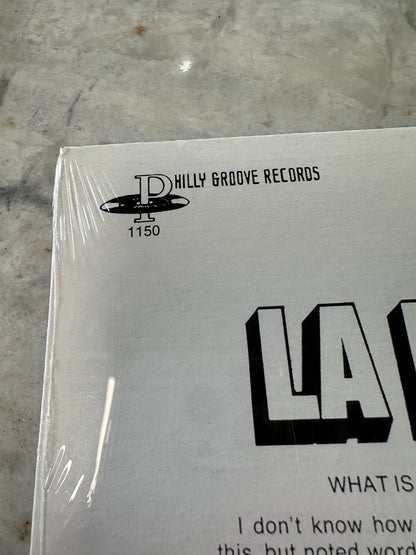 PHILLY GROOVE RECORDS
1150
LA
WHAT IS
I don't know how
this, but noted word